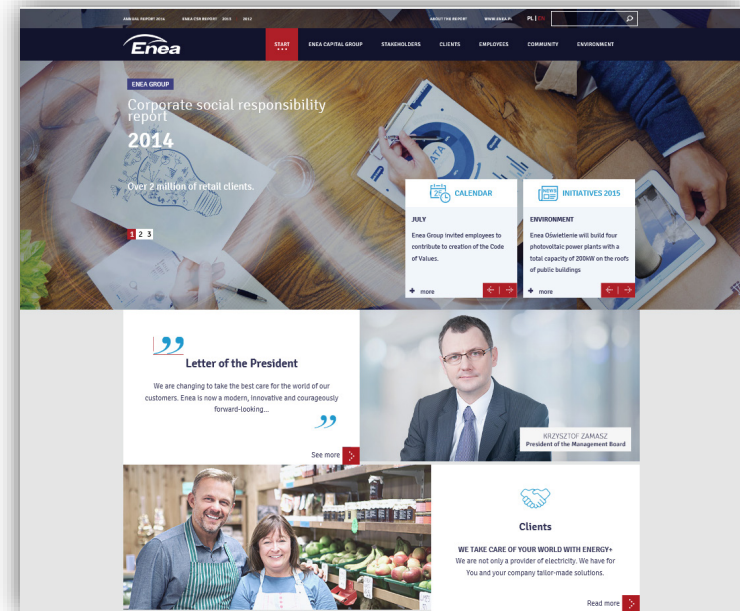 ANNUAL REPORT 2014 ENEA CSR REPORT 2013 2012 ABOUT THE REPORT WWW.ENEA.PL PL | EN
Enea
START ENEA CAPITAL GROUP STAKEHOLDERS CLIENTS EMPLOYEES COMMUNITY ENVIRONMENT
ENEA GROUP
Corporate social responsibility
report
2014
Over 2 million of retail clients.
1 2 3
DATA
25 CALENDAR
JULY
Enea Group invited employees to
contribute to creation of the Code
of Values.
+ more
NEWS INITIATIVES 2015
ENVIRONMENT
Enea Oświetlenie will build four
photovoltaic power plants with a
total capacity of 200kW on the roofs
of public buildings
+ more
Letter of the President
We are changing to take the best care for the world of our
customers. Enea is now a modern, innovative and courageously
forward-looking...
See more
KRZYSZTOF ZAMASZ
President of the Management Board
Clients
WE TAKE CARE OF YOUR WORLD WITH ENERGY+
We are not only a provider of electricity. We have for
You and your company tailor-made solutions.
Read more